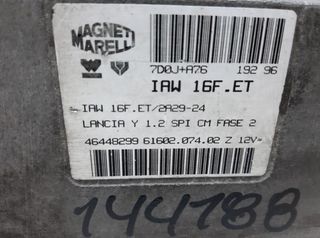 MAGNETI
MARELLI
7D0J+A76 192 96
IAW 16F.ET
IAW 16F.ET/2A29-24
LANCIA Y 1.2 SPI CM FASE 2
46448299 61602.074.02 Z 12V=
144188